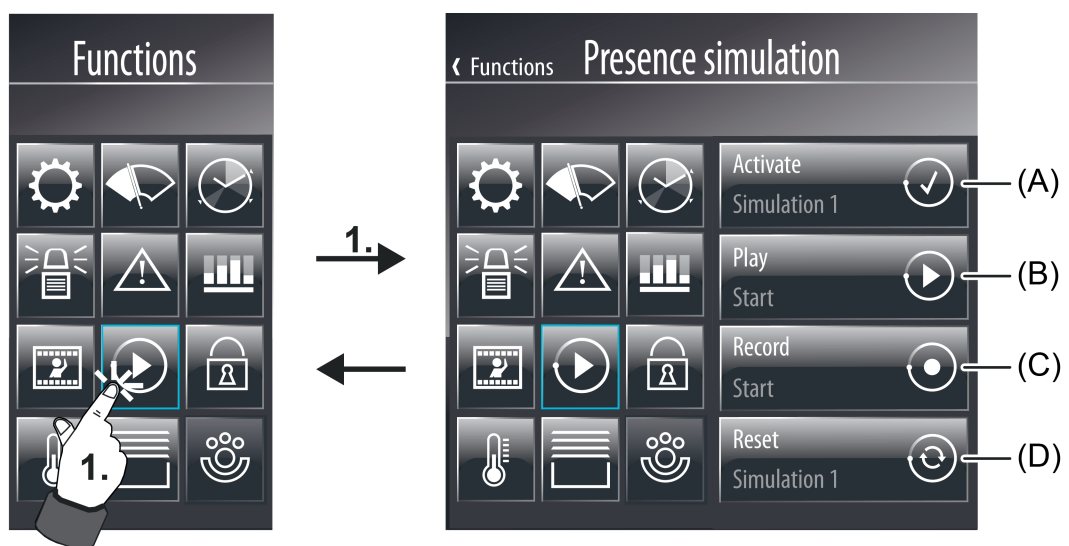 Functions
1.
1.
❰ Functions Presence simulation
Activate
Simulation 1
(A)
Play
Start
(B)
Record
Start
(C)
Reset
Simulation 1
(D)